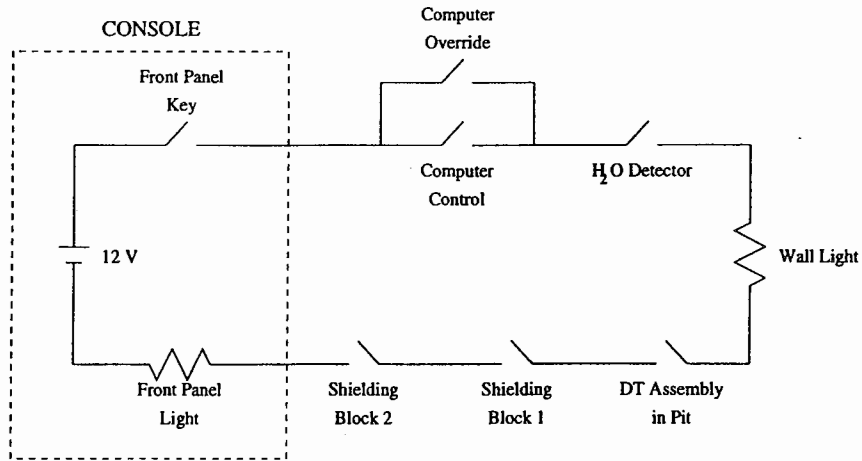 CONSOLE
Computer
Override
Front Panel
Key
Computer
Control
H2O Detector
12 V
Wall Light
Front Panel
Light
Shielding
Block 2
Shielding
Block 1
DT Assembly
in Pit